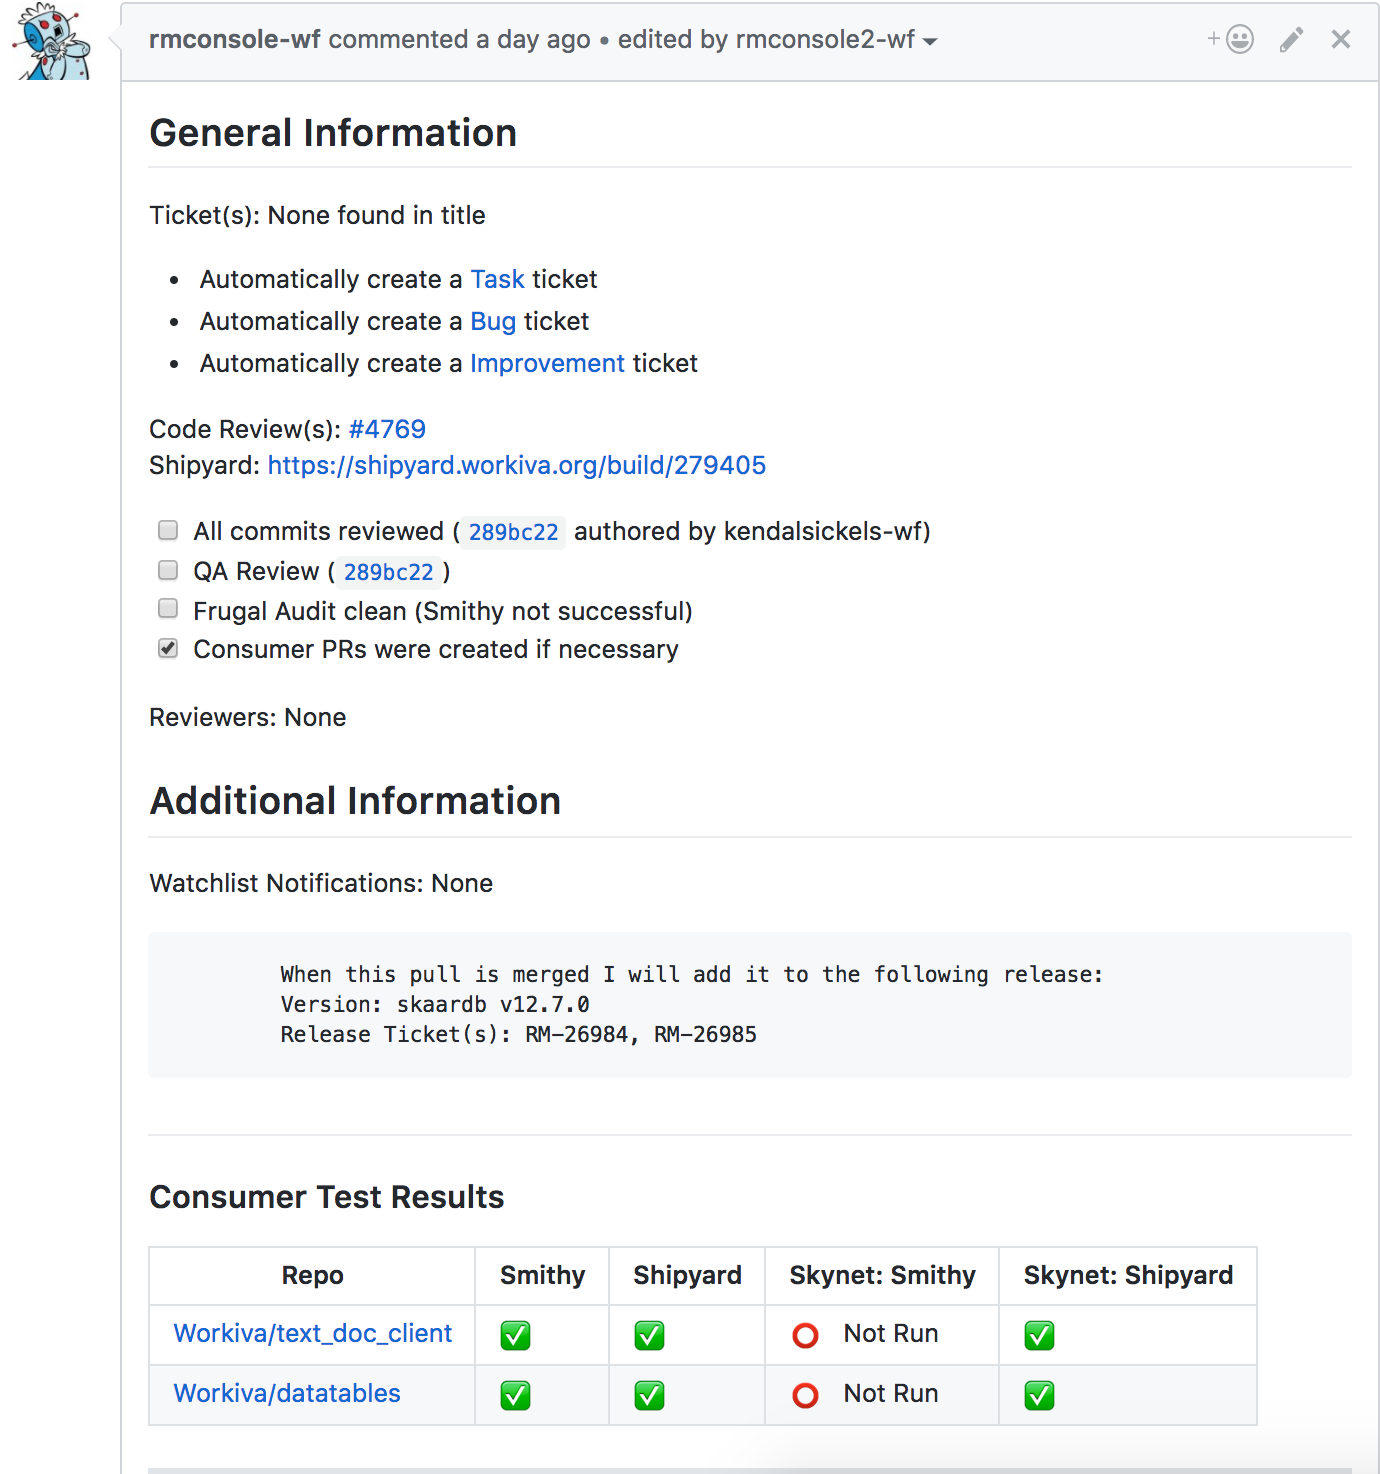 rmconsole-wf commented a day ago • edited by rmconsole2-wf
General Information
Ticket(s): None found in title
• Automatically create a Task ticket
• Automatically create a Bug ticket
• Automatically create a Improvement ticket
Code Review(s): #4769
Shipyard: https://shipyard.workiva.org/build/279405
All commits reviewed ( 289bc22 authored by kendalsickels-wf)
QA Review ( 289bc22 )
Frugal Audit clean (Smithy not successful)
Consumer PRs were created if necessary
Reviewers: None
Additional Information
Watchlist Notifications: None
When this pull is merged I will add it to the following release:
Version: skaardb v12.7.0
Release Ticket(s): RM-26984, RM-26985
Consumer Test Results
Repo Smithy Shipyard Skynet: Smithy Skynet: Shipyard
Workiva/text_doc_client Not Run
Workiva/datatables Not Run